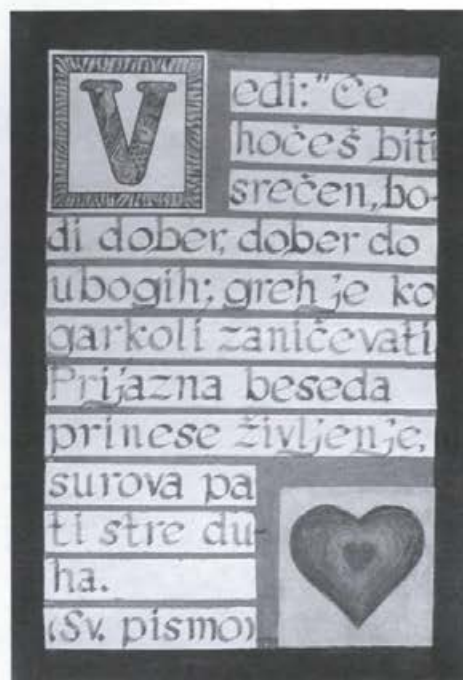 Vedi: "Če
hočeš biti
srečen, bo-
di dober, dober do
ubogih; greh je ko
garkoli zaničevati.
Prijazna beseda
prinese življenje,
surova pa
ti stre du-
ha.
(Sv. pismo)